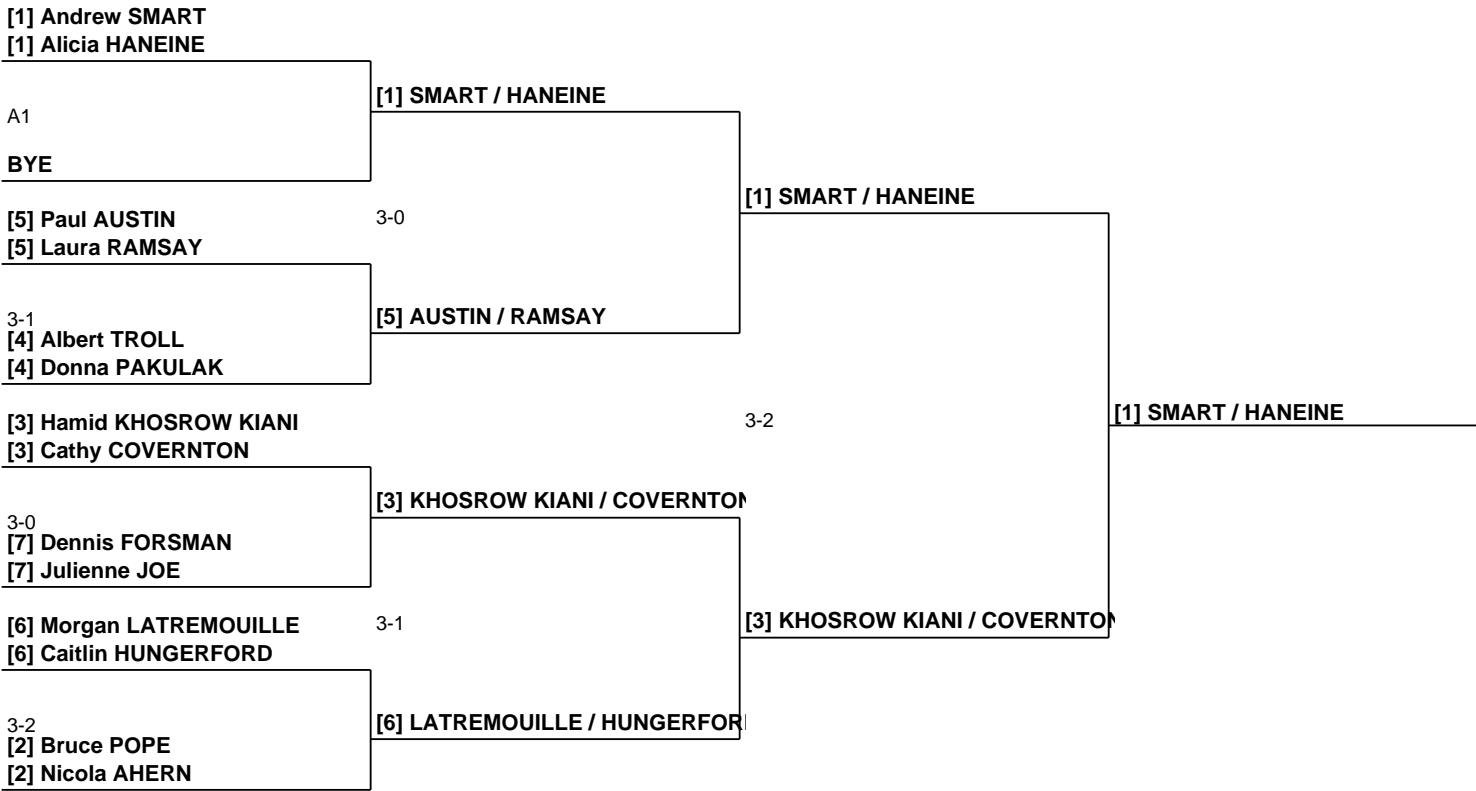 [1] Andrew SMART
[1] Alicia HANEINE
A1
BYE
[5] Paul AUSTIN
[5] Laura RAMSAY
3-1
[4] Albert TROLL
[4] Donna PAKULAK
[3] Hamid KHOSROW KIANI
[3] Cathy COVERNTON
3-0
[7] Dennis FORSMAN
[7] Julienne JOE
[6] Morgan LATREMOUILLE
[6] Caitlin HUNGERFORD
3-2
[2] Bruce POPE
[2] Nicola AHERN
[1] SMART / HANEINE
3-0
[5] AUSTIN / RAMSAY
[3] KHOSROW KIANI / COVERNTON
3-1
[6] LATREMOUILLE / HUNGERFOR
[1] SMART / HANEINE
3-2
[3] KHOSROW KIANI / COVERNTON
[1] SMART / HANEINE